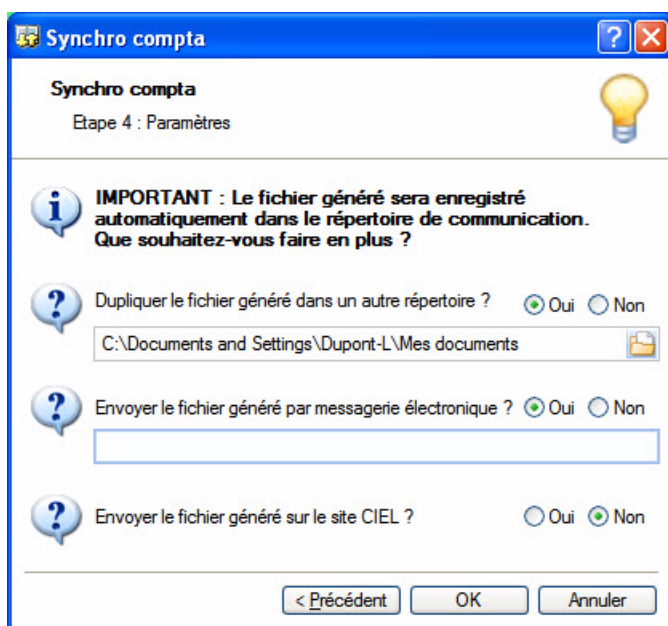 Synchro compta
Synchro compta
Etape 4 : Paramètres
IMPORTANT : Le fichier généré sera enregistré
automatiquement dans le répertoire de communication.
Que souhaitez-vous faire en plus ?
Dupliquer le fichier généré dans un autre répertoire ? Oui Non
C:\Documents and Settings\Dupont-L\Mes documents
Envoyer le fichier généré par messagerie électronique ? Oui Non
Envoyer le fichier généré sur le site CIEL ? Oui Non
< Précédent OK Annuler